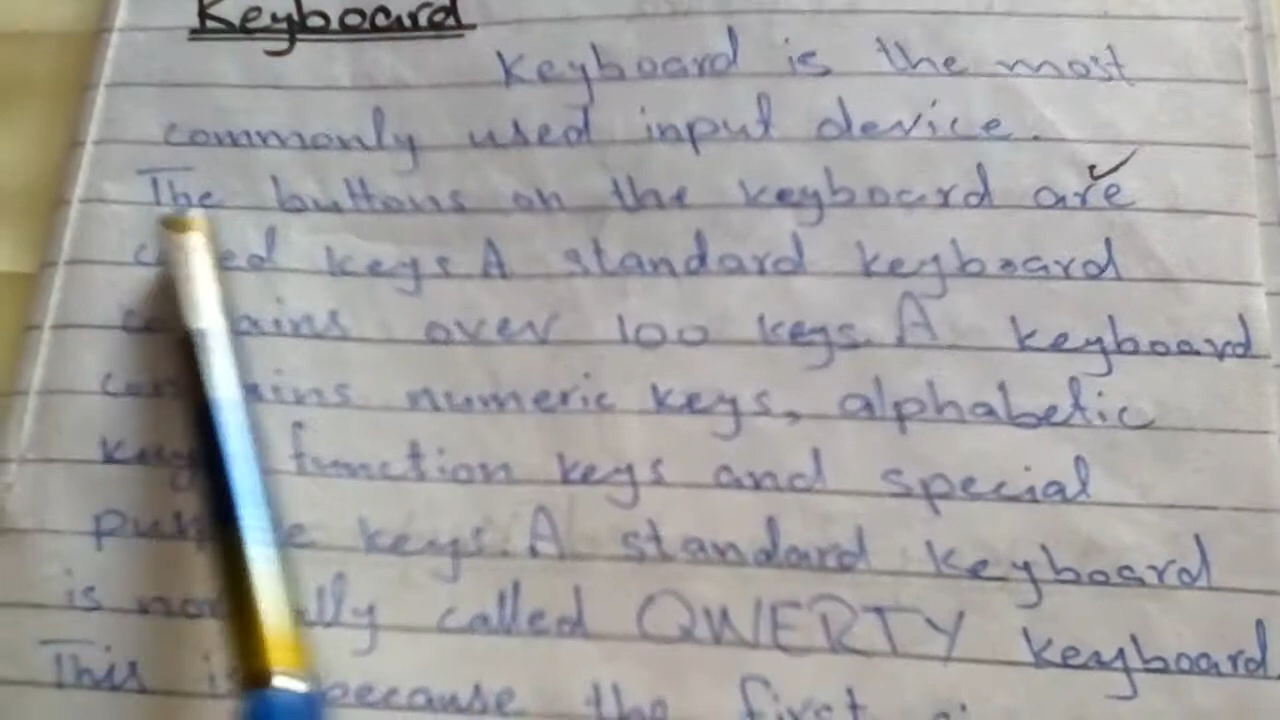 Keyboard
Keyboard is the most
commonly used input device.
The buttons on the keyboard are
keys A standard keyboard
over 100 keys. A keyboard
numeric keys, alphabetic
function keys and special
keys. A standard keyboard
is called QWERTY keyboard
This because the first